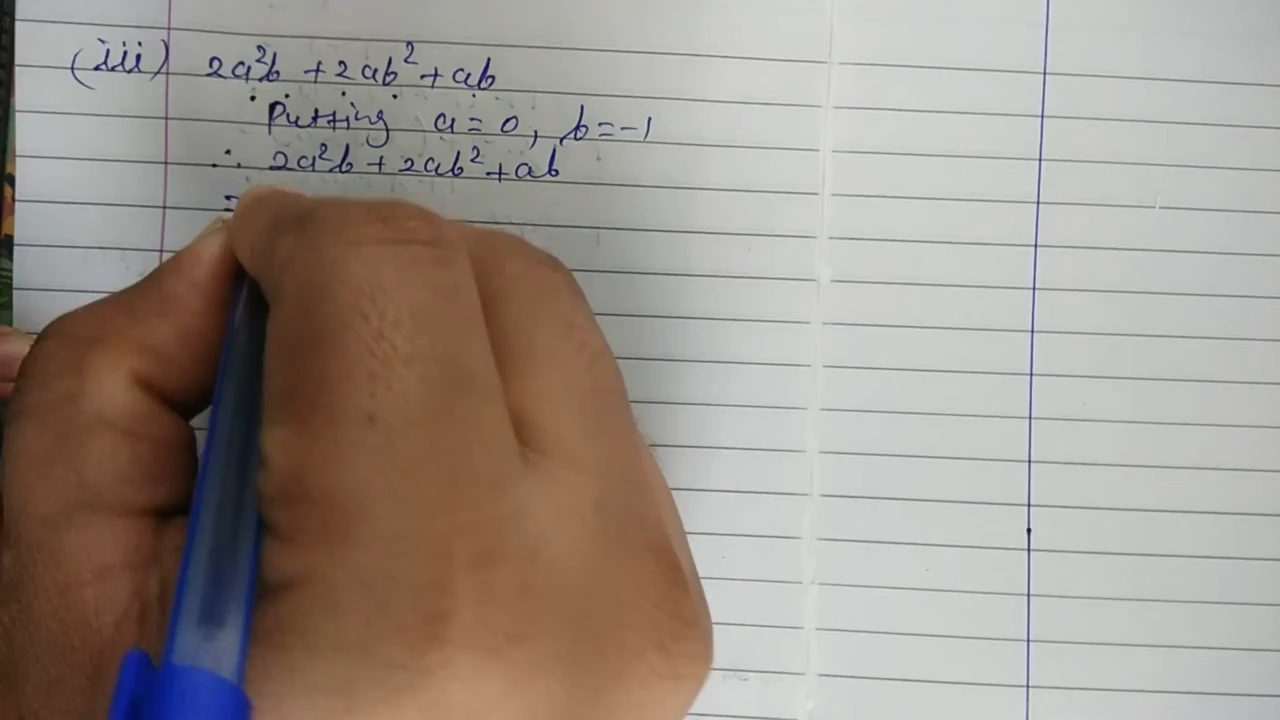 (iii) 2a²b + 2ab² + ab
Putting a = 0, b = -1
∴ 2a²b + 2ab² + ab
=